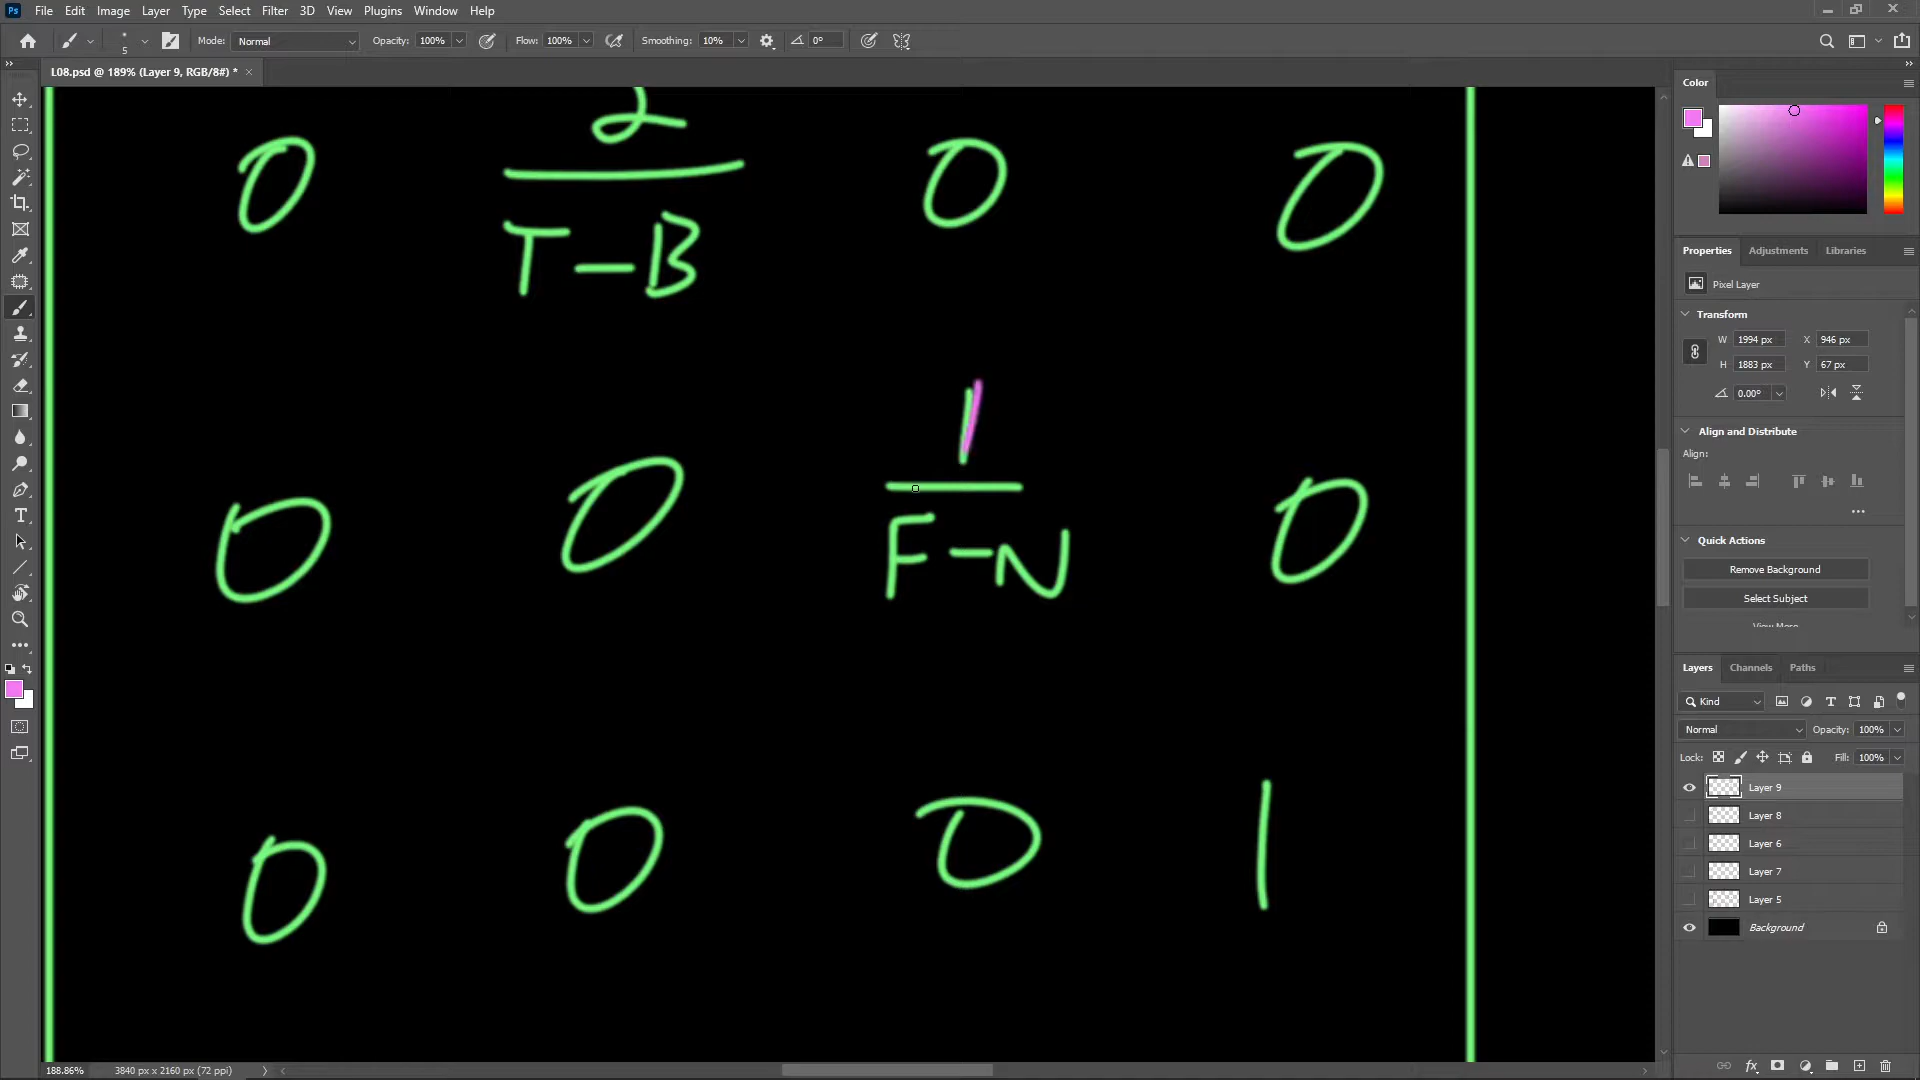 Ps File Edit Image Layer Type Select Filter 3D View Plugins Window Help
5 Mode: Normal Opacity: 100% Flow: 100% Smoothing: 10% 0°
L08.psd @ 189% (Layer 9, RGB/8#) * ×
2
0 T – B 0 0
1
0 0 F – N 0
0 0 0 1
188.86% 3840 px x 2160 px (72 ppi)
Color
Properties Adjustments Libraries
Pixel Layer
Transform
W 1994 px X 946 px
H 1883 px Y 67 px
0.00°
Align and Distribute
Align:
Quick Actions
Remove Background
Select Subject
View More
Layers Channels Paths
Kind
Normal Opacity: 100%
Lock: Fill: 100%
Layer 9
Layer 8
Layer 6
Layer 7
Layer 5
Background
fx